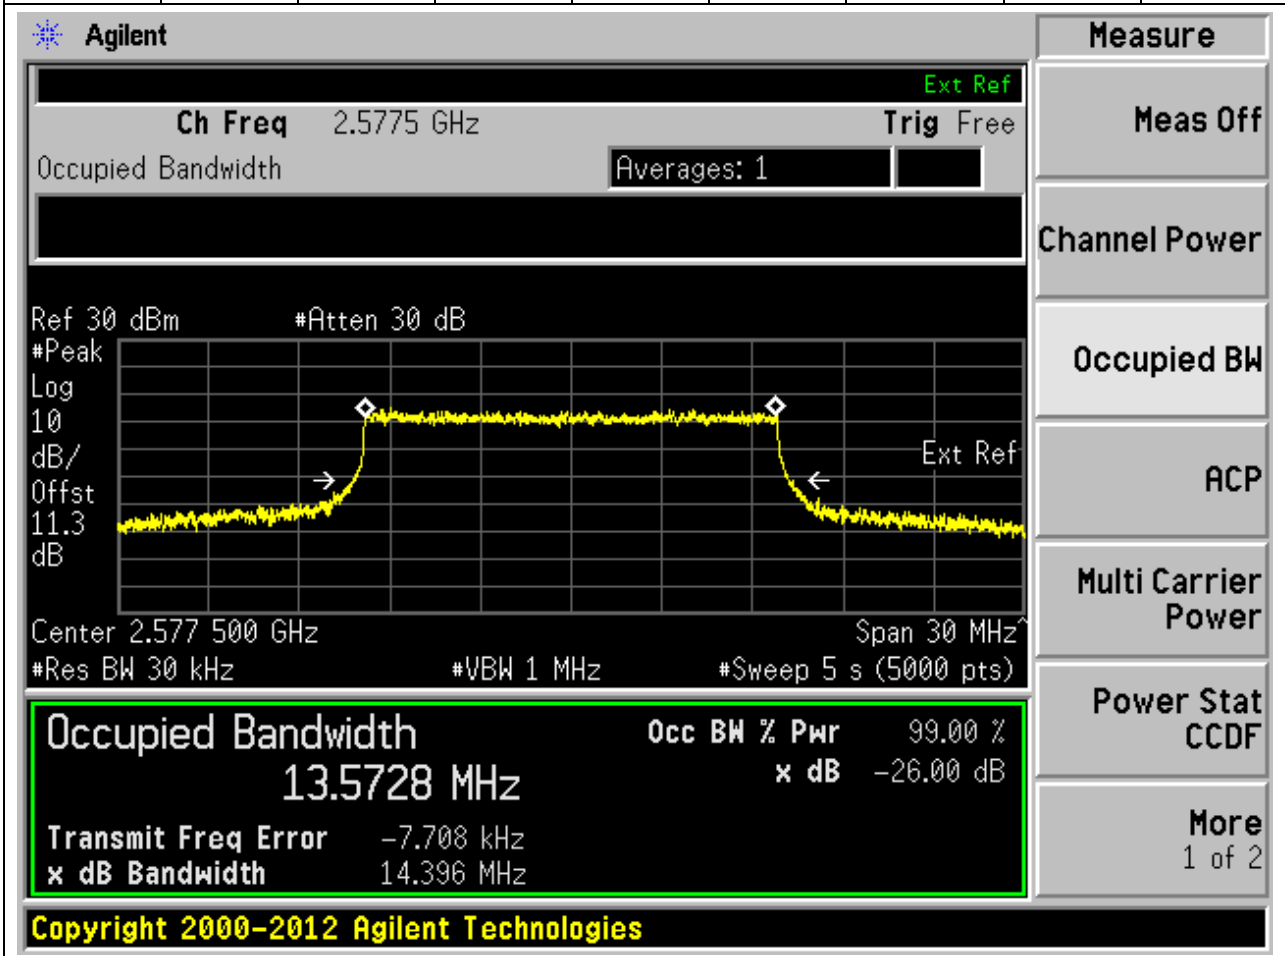 Agilent
Measure
Ext Ref
Ch Freq 2.5775 GHz Trig Free
Meas Off
Occupied Bandwidth Averages: 1
Channel Power
Ref 30 dBm #Atten 30 dB
#Peak
Log
10
dB/
Offst
11.3
dB
Ext Ref
Occupied BW
ACP
Center 2.577 500 GHz Span 30 MHz^
#Res BW 30 kHz #VBW 1 MHz #Sweep 5 s (5000 pts)
Multi Carrier
Power
Occupied Bandwidth Occ BW % Pwr 99.00 %
13.5728 MHz x dB -26.00 dB
Transmit Freq Error -7.708 kHz
x dB Bandwidth 14.396 MHz
Power Stat
CCDF
More
1 of 2
Copyright 2000-2012 Agilent Technologies